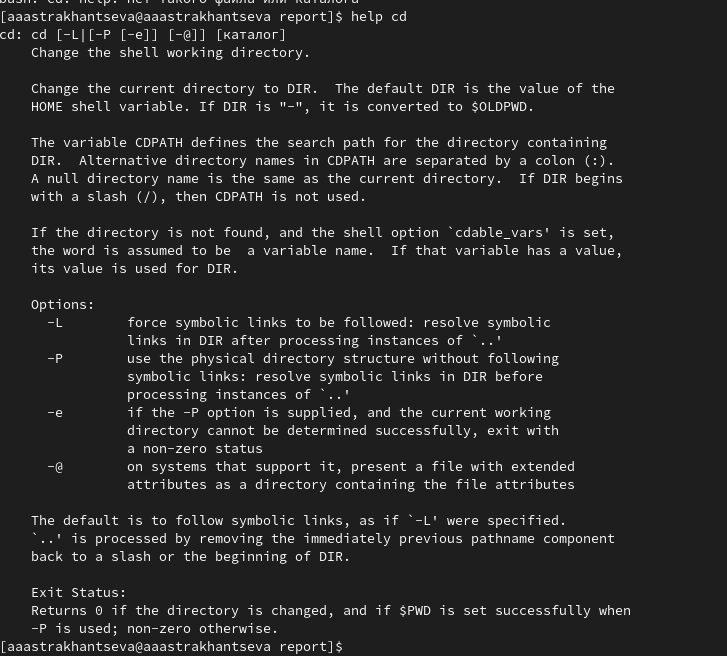 bash: cd: help: нет такого файла или каталога
[aaastrakhantseva@aaastrakhantseva report]$ help cd
cd: cd [-L|[-P [-e]] [-@]] [каталог]
    Change the shell working directory.

    Change the current directory to DIR.  The default DIR is the value of the
    HOME shell variable. If DIR is "-", it is converted to $OLDPWD.

    The variable CDPATH defines the search path for the directory containing
    DIR.  Alternative directory names in CDPATH are separated by a colon (:).
    A null directory name is the same as the current directory.  If DIR begins
    with a slash (/), then CDPATH is not used.

    If the directory is not found, and the shell option `cdable_vars' is set,
    the word is assumed to be  a variable name.  If that variable has a value,
    its value is used for DIR.

    Options:
      -L        force symbolic links to be followed: resolve symbolic
                links in DIR after processing instances of `..'
      -P        use the physical directory structure without following
                symbolic links: resolve symbolic links in DIR before
                processing instances of `..'
      -e        if the -P option is supplied, and the current working
                directory cannot be determined successfully, exit with
                a non-zero status
      -@        on systems that support it, present a file with extended
                attributes as a directory containing the file attributes

    The default is to follow symbolic links, as if `-L' were specified.
    `..' is processed by removing the immediately previous pathname component
    back to a slash or the beginning of DIR.

    Exit Status:
    Returns 0 if the directory is changed, and if $PWD is set successfully when
    -P is used; non-zero otherwise.
[aaastrakhantseva@aaastrakhantseva report]$